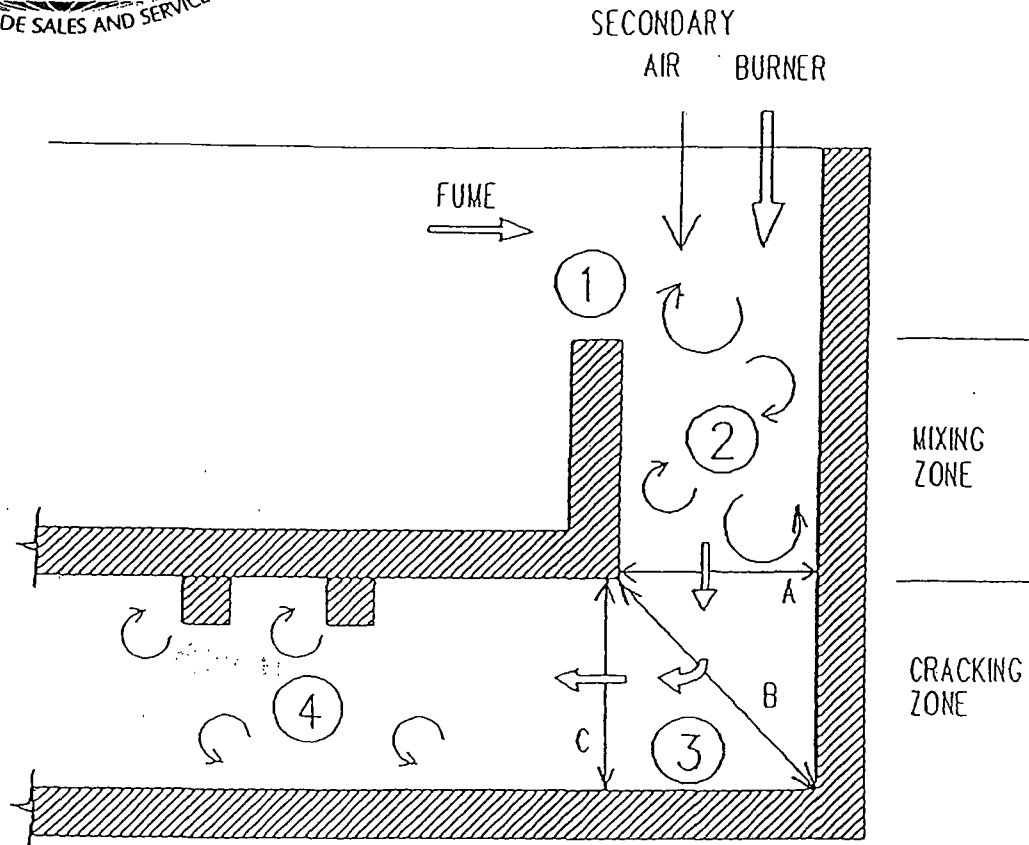 DE SALES AND SERVICE
SECONDARY
AIR BURNER
FUME
1
2
MIXING
ZONE
A
CRACKING
ZONE
B
4
C
3